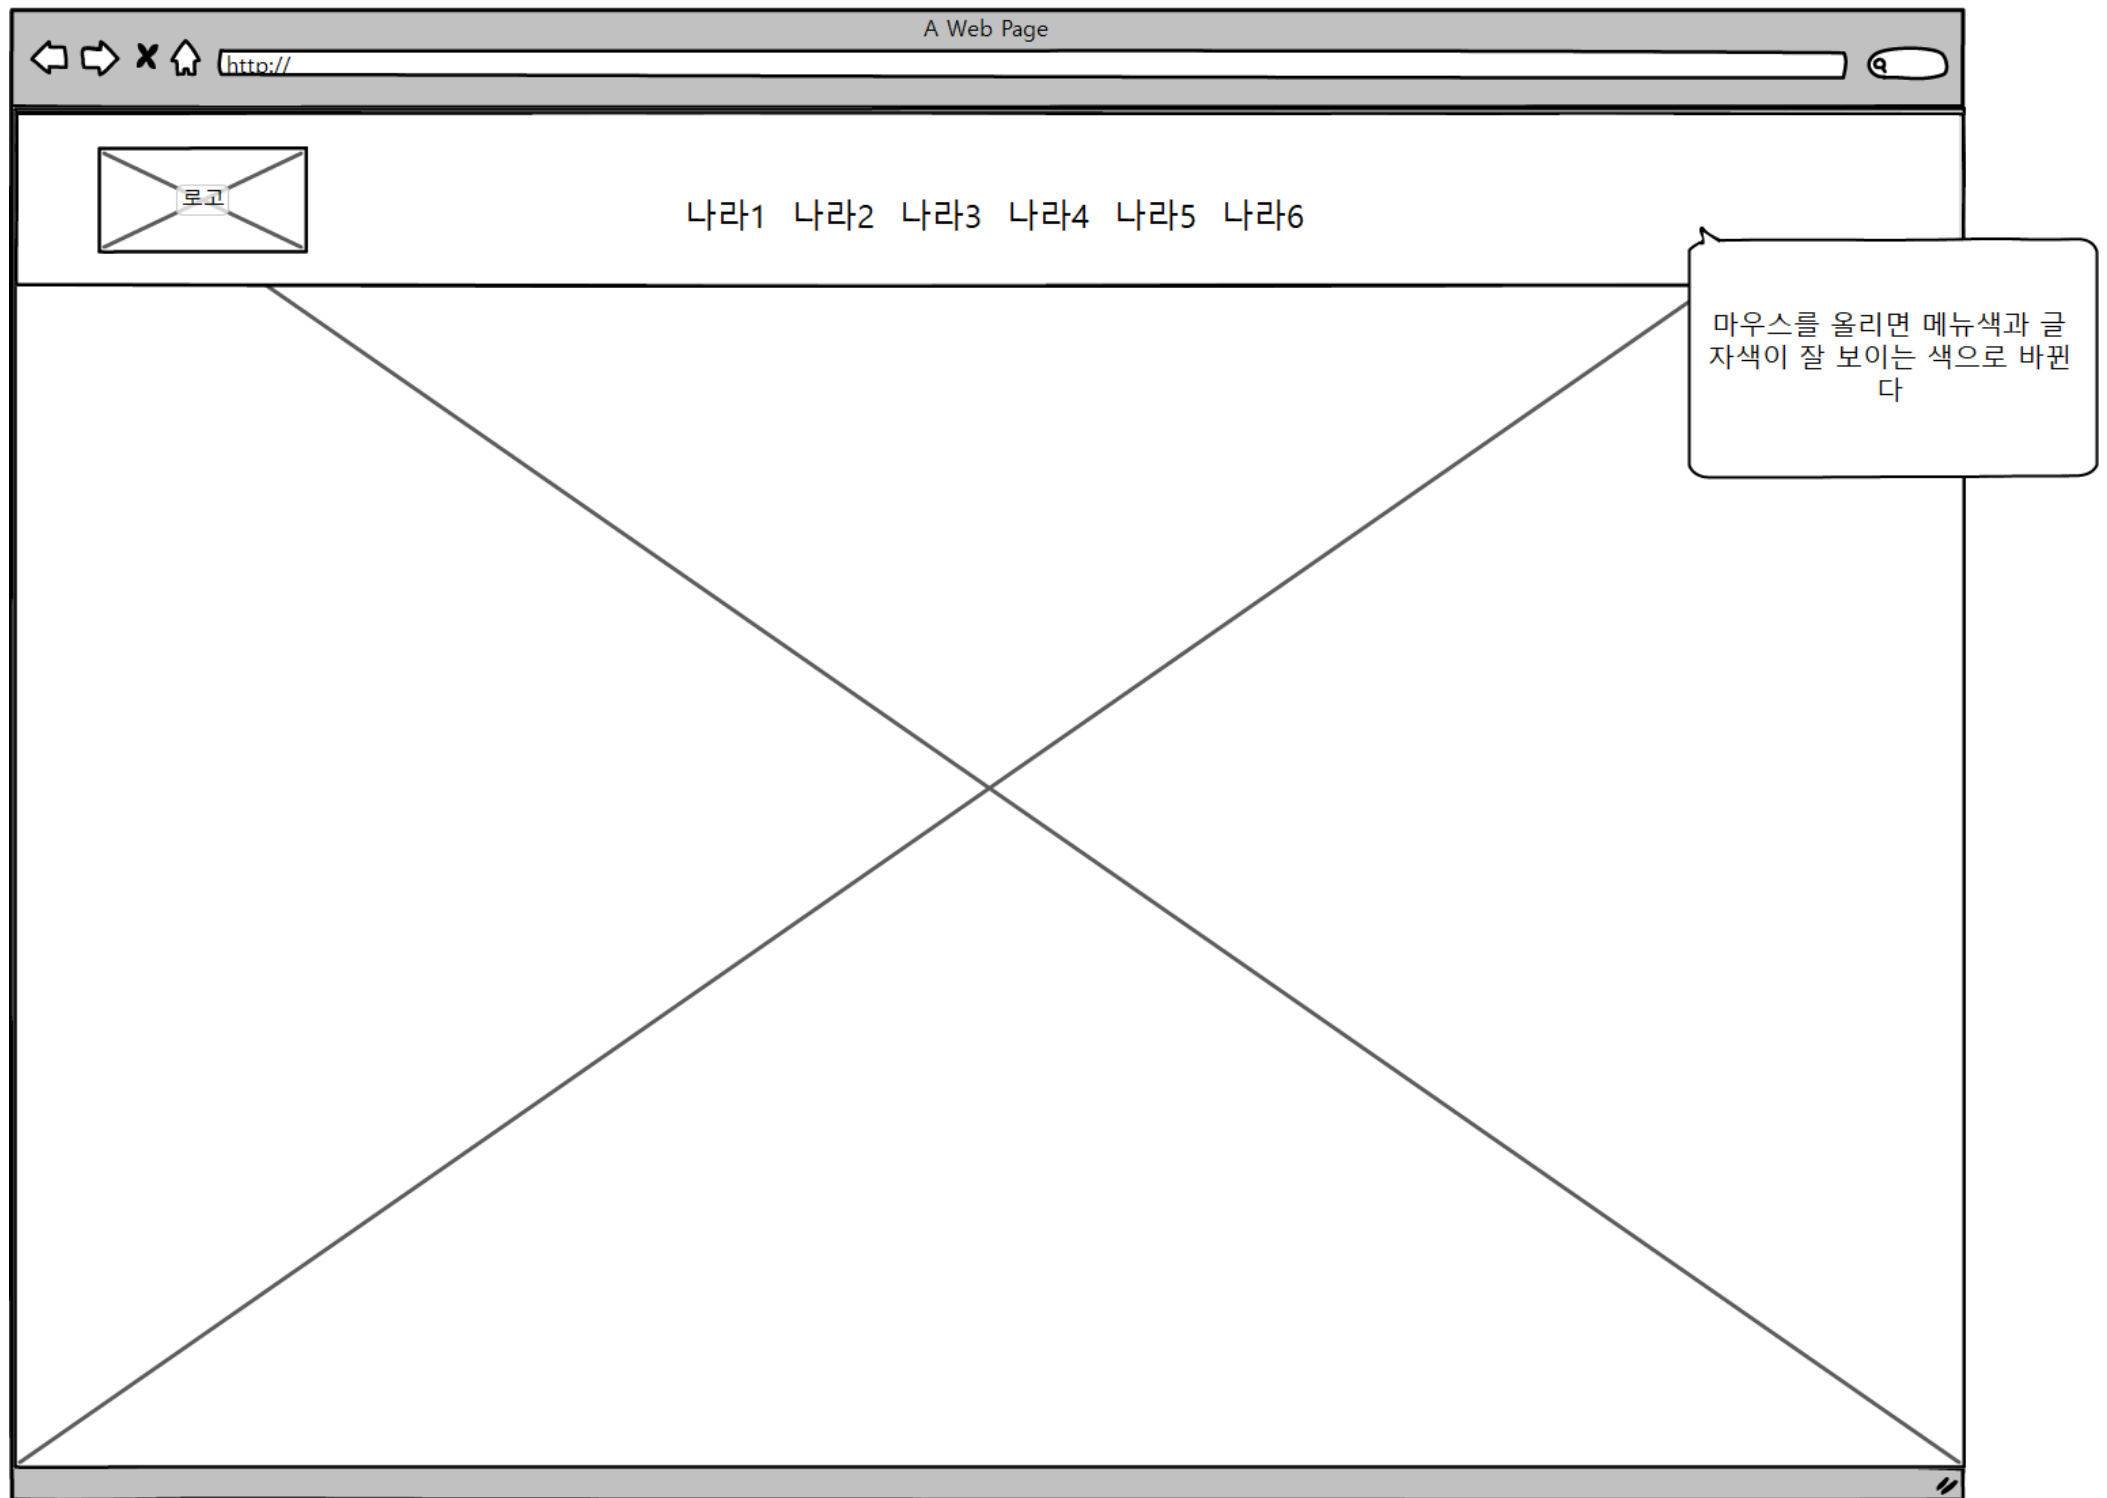 A Web Page
http://
로고
나라1 나라2 나라3 나라4 나라5 나라6
마우스를 올리면 메뉴색과 글
자색이 잘 보이는 색으로 바뀐
다